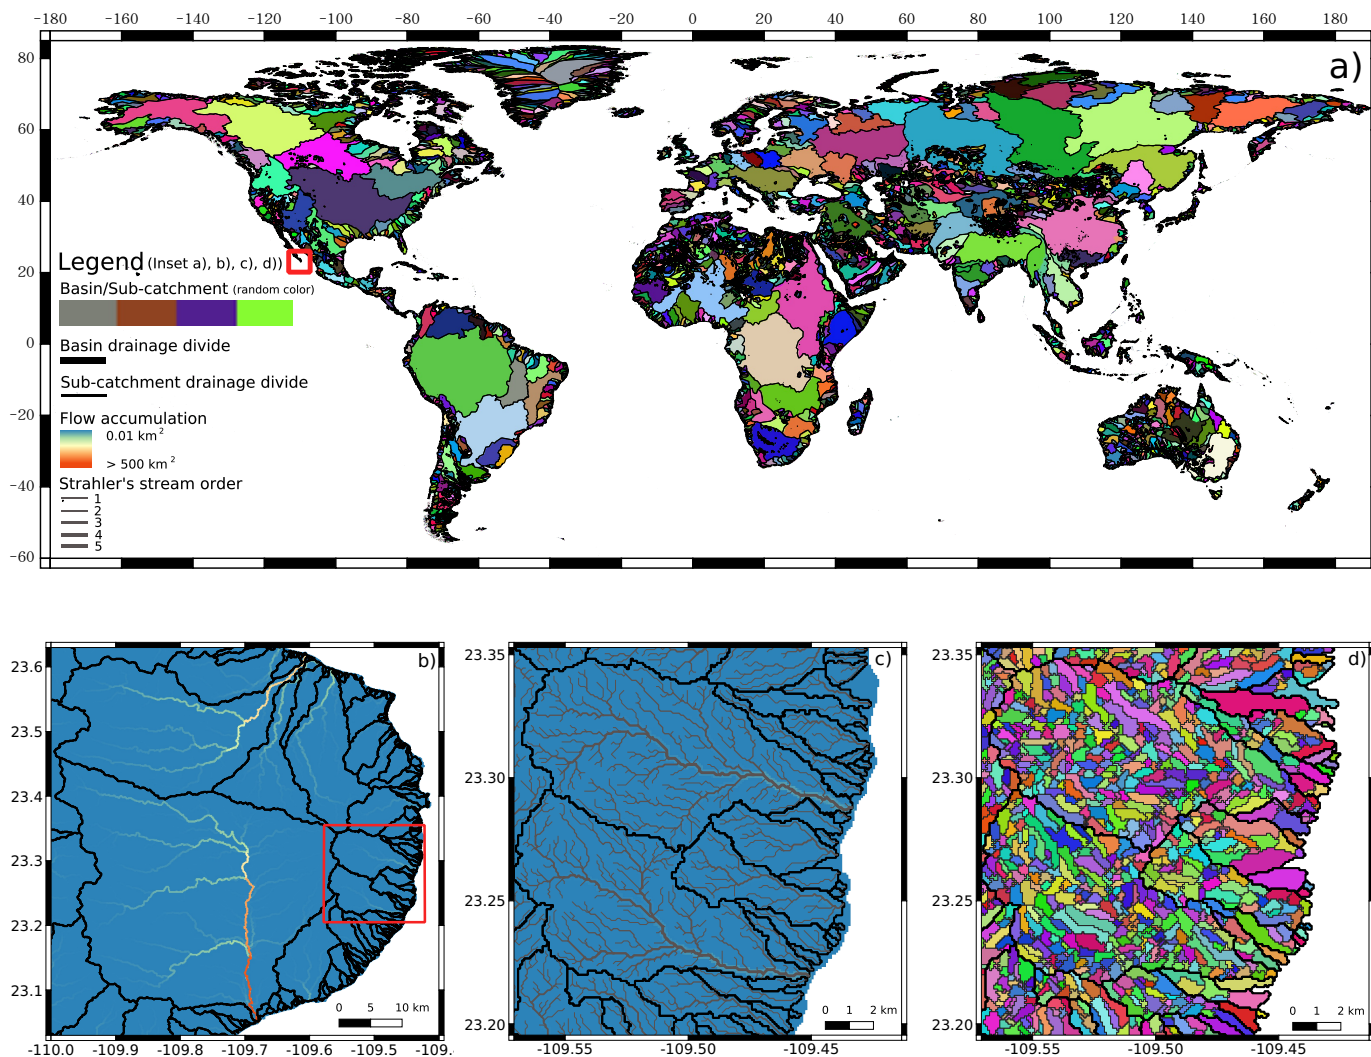 −180 −160 −140 −120 −100 −80 −60 −40 −20 0 20 40 60 80 100 120 140 160 180
a)
80
60
40
20
0
−20
−40
−60
Legend (Inset a), b), c), d))
Basin/Sub-catchment (random color)
Basin drainage divide
Sub-catchment drainage divide
Flow accumulation
0.01 km2
> 500 km2
Strahler's stream order
1
2
3
4
5
b)
23.6
23.5
23.4
23.3
23.2
23.1
0 5 10 km
-110.0 -109.9 -109.8 -109.7 -109.6 -109.5 -109.
c)
23.35
23.30
23.25
23.20
0 1 2 km
-109.55 -109.50 -109.45
d)
23.35
23.30
23.25
23.20
0 1 2 km
-109.55 -109.50 -109.45